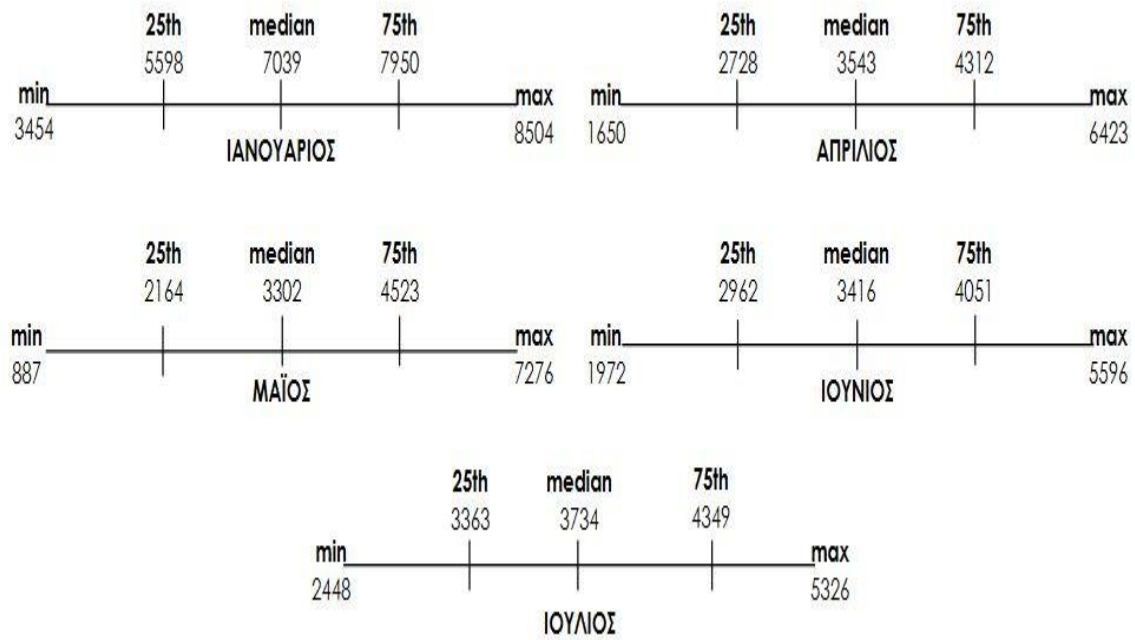 25th median 75th
5598 7039 7950
min max
3454 8504
ΙΑΝΟΥΑΡΙΟΣ
25th median 75th
2728 3543 4312
min max
1650 6423
ΑΠΡΙΛΙΟΣ
25th median 75th
2164 3302 4523
min max
887 7276
ΜΑΪΟΣ
25th median 75th
2962 3416 4051
min max
1972 5596
ΙΟΥΝΙΟΣ
25th median 75th
3363 3734 4349
min max
2448 5326
ΙΟΥΛΙΟΣ